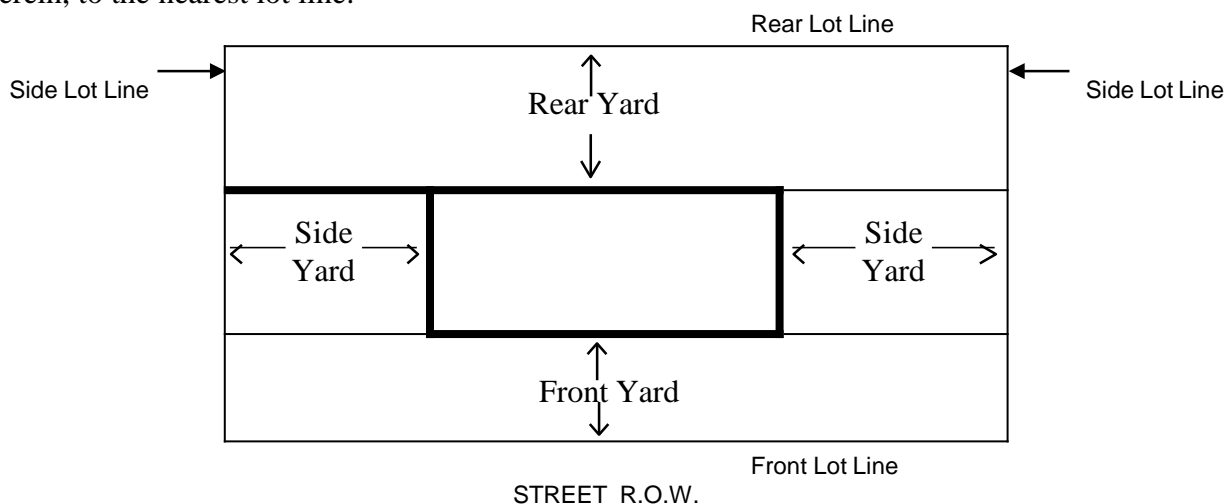 to the nearest lot line.
Rear Lot Line
Side Lot Line
Side Lot Line
Rear Yard
Side
Yard
Side
Yard
Front Yard
Front Lot Line
STREET R.O.W.